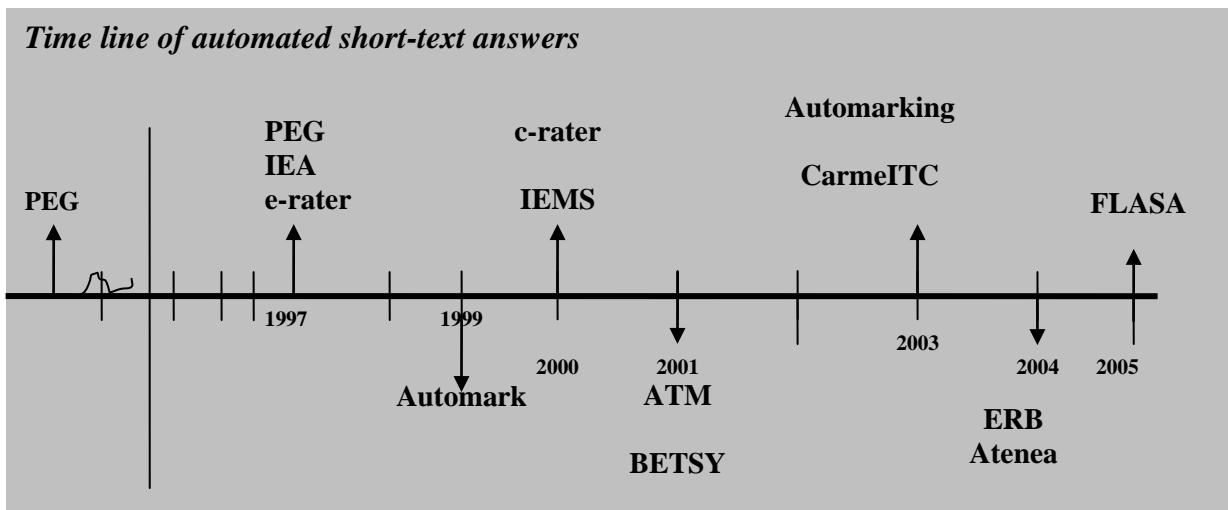 Time line of automated short-text answers
PEG
PEG
IEA
e-rater
c-rater
IEMS
Automarking
CarmeITC
FLASA
1997
1999
2000
2001
2003
2004
2005
Automark
ATM
BETSY
ERB
Atenea